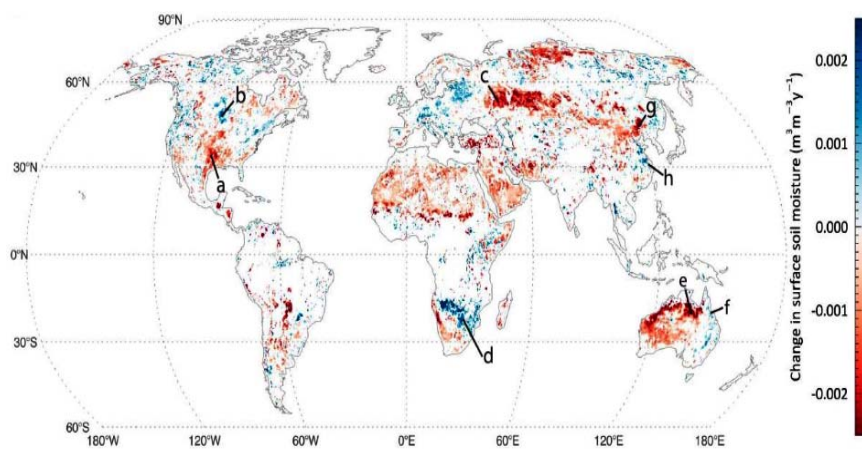 90°N
60°N
30°N
0°N
30°S
60°S
180°W
120°W
60°W
0°E
60°E
120°E
180°E
a
b
c
d
e
f
g
h
0.002
0.001
0.000
-0.001
-0.002
Change in surface soil moisture (m³m⁻³y⁻¹)